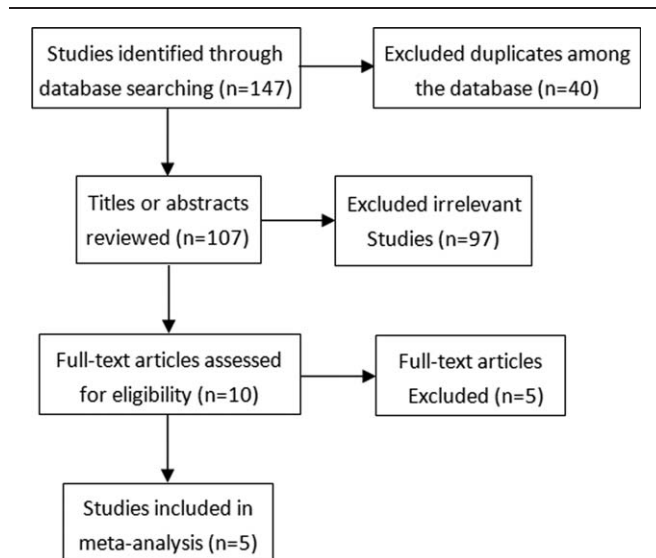 Studies identified through
database searching (n=147)
Excluded duplicates among
the database (n=40)
Titles or abstracts
reviewed (n=107)
Excluded irrelevant
Studies (n=97)
Full-text articles assessed
for eligibility (n=10)
Full-text articles
Excluded (n=5)
Studies included in
meta-analysis (n=5)